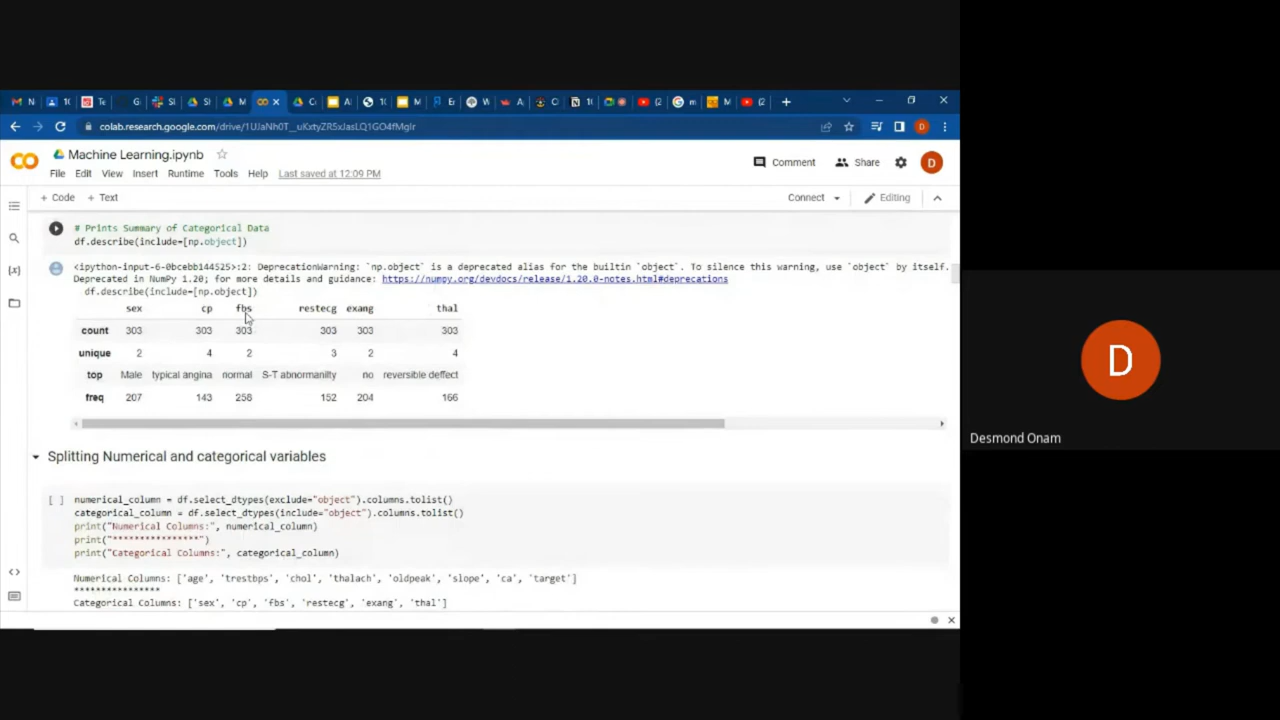 colab.research.google.com/drive/1UJaNh0T__uKxtyZR5xJasLQ1GO4fMgIr
Machine Learning.ipynb
File Edit View Insert Runtime Tools Help Last saved at 12:09 PM
Comment Share D
+ Code + Text Connect Editing
# Prints Summary of Categorical Data
df.describe(include=[np.object])
<ipython-input-6-0bcebb144525>:2: DeprecationWarning: `np.object` is a deprecated alias for the builtin `object`. To silence this warning, use `object` by itself.
Deprecated in NumPy 1.20; for more details and guidance: https://numpy.org/devdocs/release/1.20.0-notes.html#deprecations
df.describe(include=[np.object])
sex cp fbs restecg exang thal
count 303 303 303 303 303 303
unique 2 4 2 3 2 4
top Male typical angina normal S-T abnormanilty no reversible deffect
freq 207 143 258 152 204 166
Splitting Numerical and categorical variables
[ ] numerical_column = df.select_dtypes(exclude="object").columns.tolist()
categorical_column = df.select_dtypes(include="object").columns.tolist()
print("Numerical Columns:", numerical_column)
print("****************")
print("Categorical Columns:", categorical_column)
Numerical Columns: ['age', 'trestbps', 'chol', 'thalach', 'oldpeak', 'slope', 'ca', 'target']
****************
Categorical Columns: ['sex', 'cp', 'fbs', 'restecg', 'exang', 'thal']
D
Desmond Onam